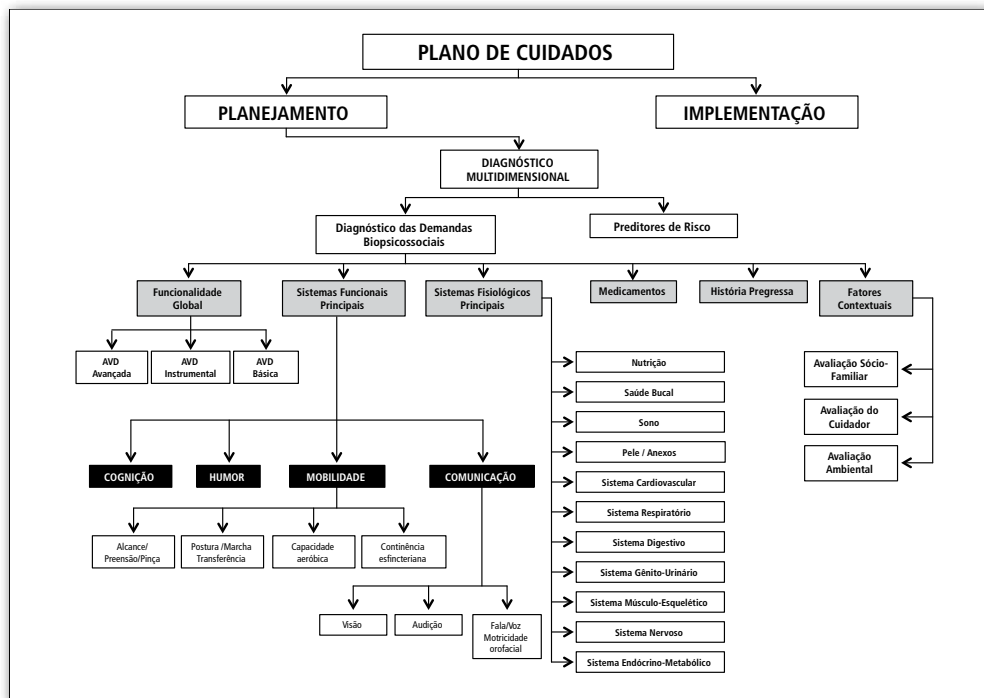 PLANO DE CUIDADOS
PLANEJAMENTO
IMPLEMENTAÇÃO
DIAGNÓSTICO
MULTIDIMENSIONAL
Diagnóstico das Demandas
Biopsicossociais
Preditores de Risco
Funcionalidade
Global
Sistemas Funcionais
Principais
Sistemas Fisiológicos
Principais
Medicamentos
História Pregressa
Fatores
Contextuais
AVD
Avançada
AVD
Instrumental
AVD
Básica
COGNIÇÃO
HUMOR
MOBILIDADE
COMUNICAÇÃO
Alcance/
Preensão/Pinça
Postura /Marcha
Transferência
Capacidade
aeróbica
Continência
esfincteriana
Visão
Audição
Fala/Voz
Motricidade
orofacial
Nutrição
Saúde Bucal
Sono
Pele / Anexos
Sistema Cardiovascular
Sistema Respiratório
Sistema Digestivo
Sistema Gênito-Urinário
Sistema Músculo-Esquelético
Sistema Nervoso
Sistema Endócrino-Metabólico
Avaliação Sócio-
Familiar
Avaliação do
Cuidador
Avaliação
Ambiental